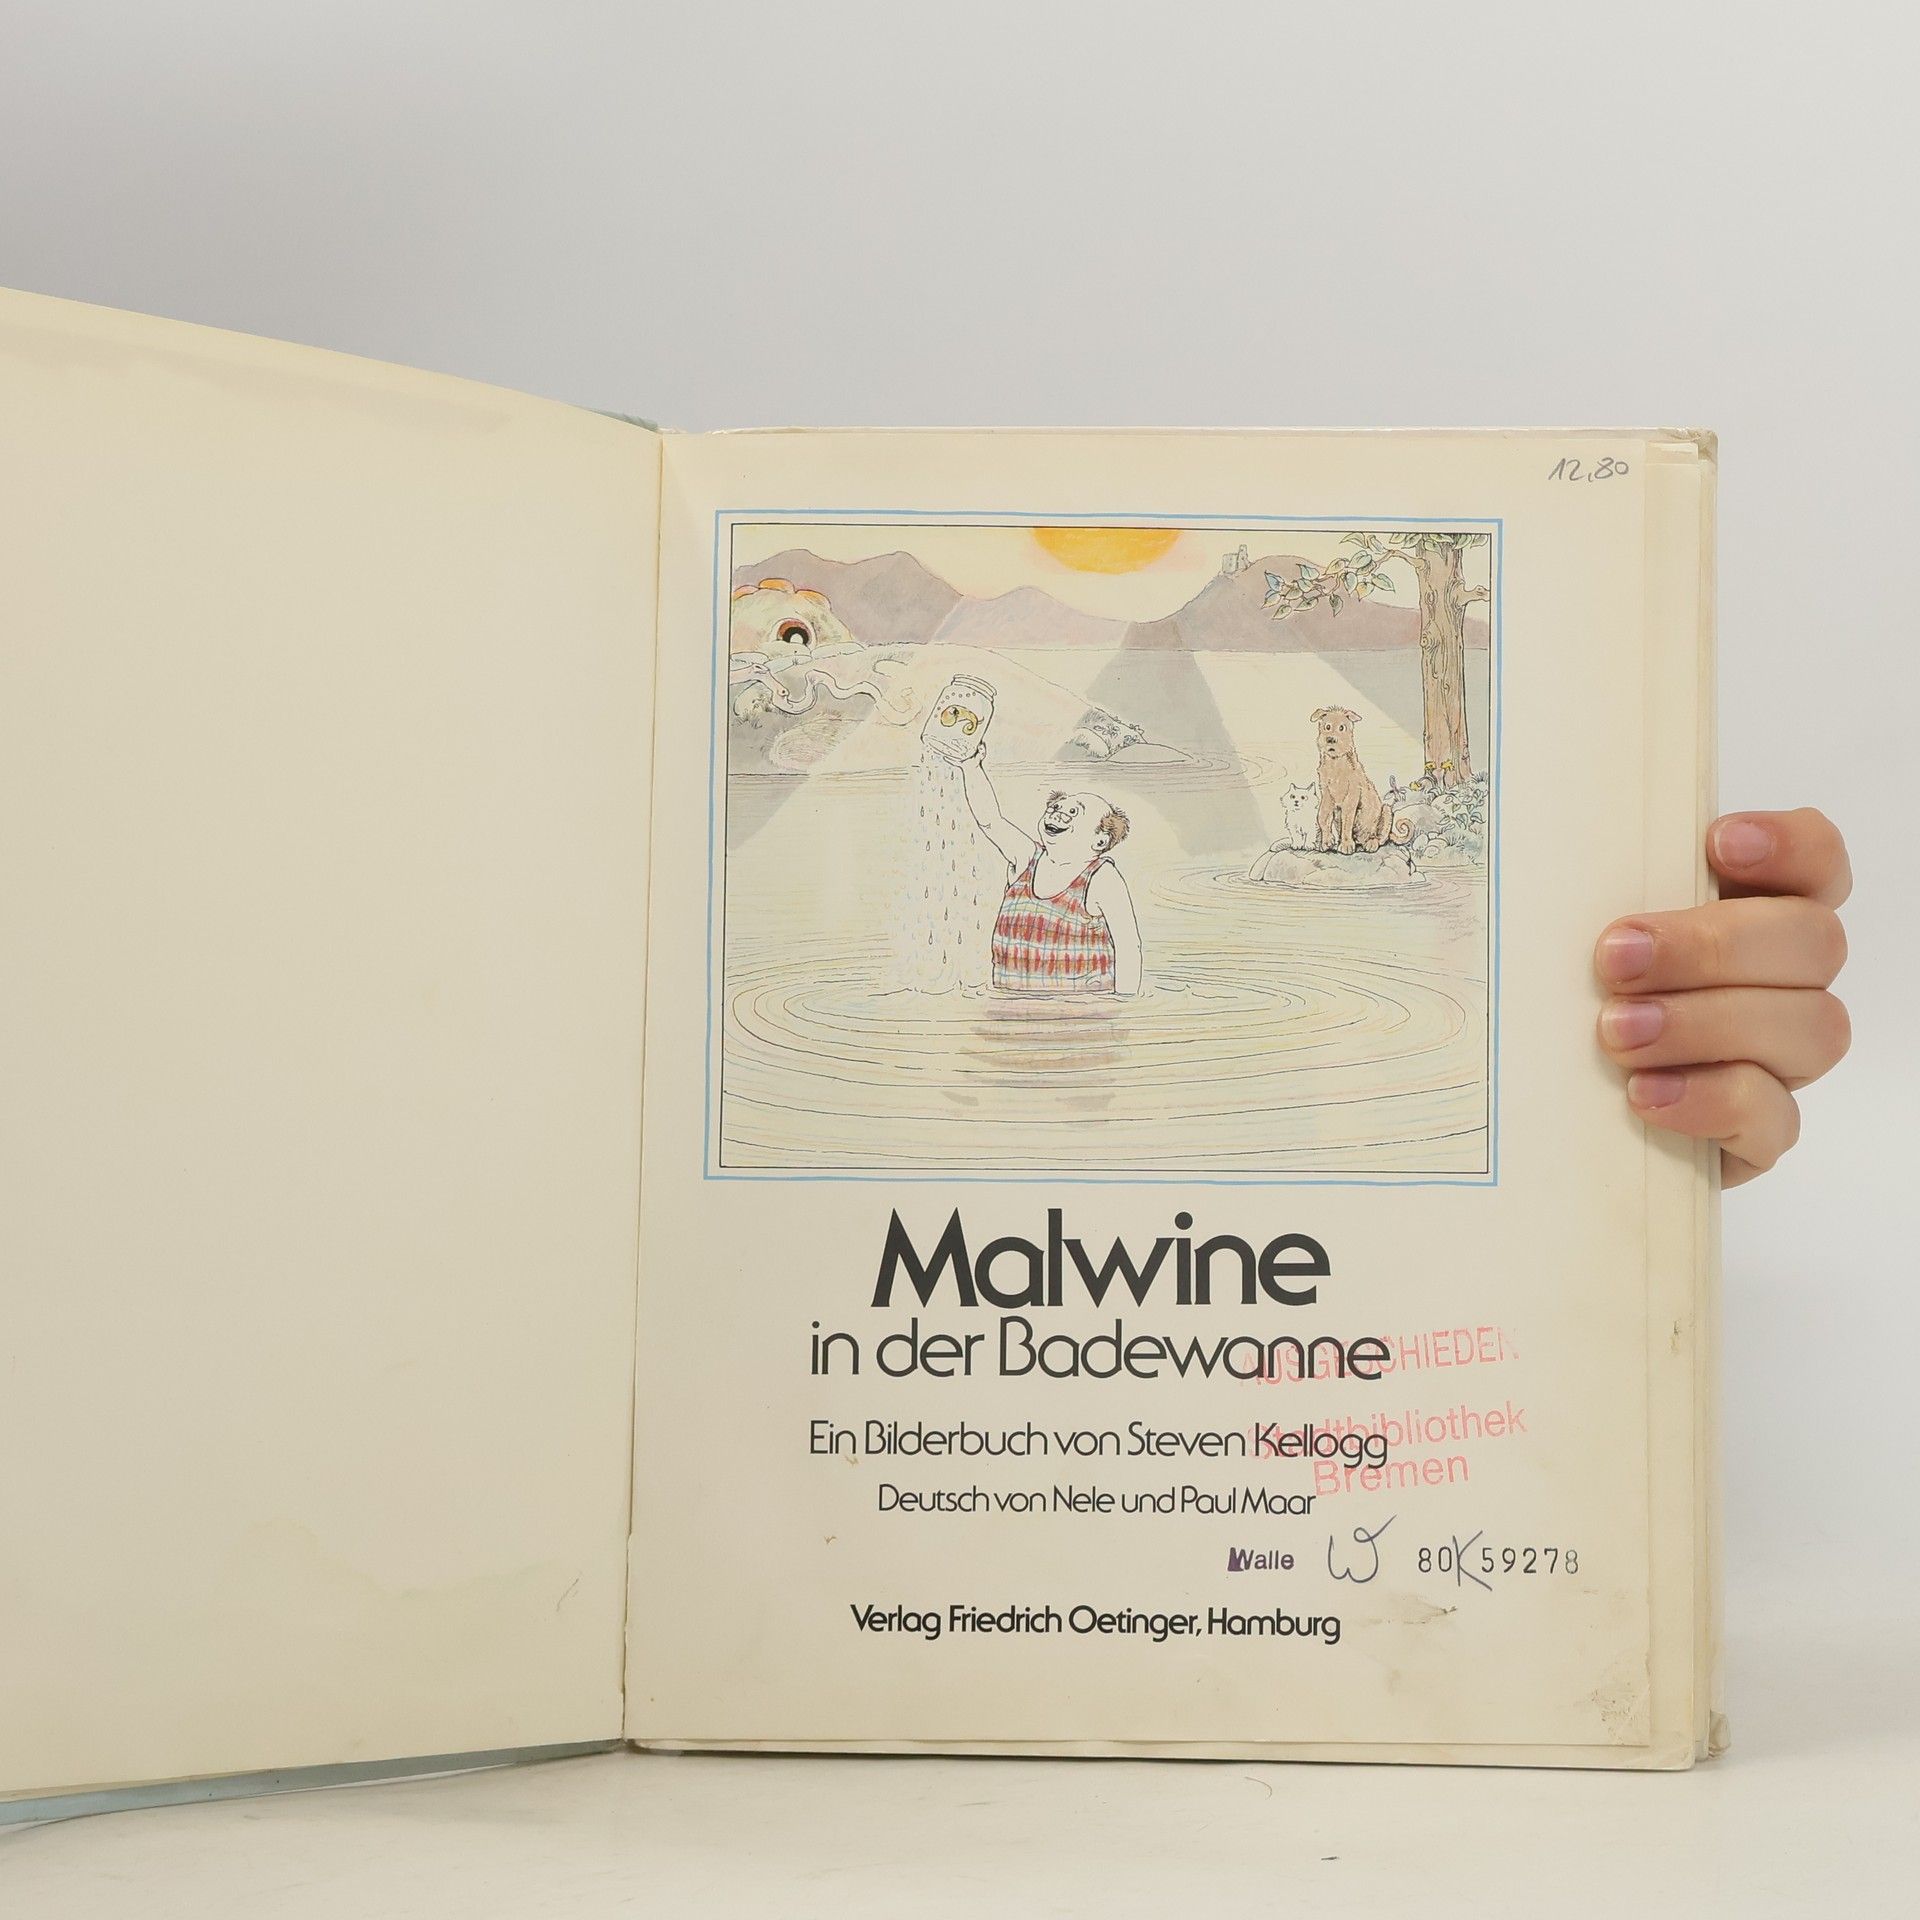 12,80
Malwine
in der Badewanne
AUSGESCHIEDEN
Ein Bilderbuch von Steven Kellogg
Stadtbibliothek
Bremen
Deutsch von Nele und Paul Maar
Walle W 80K59278
Verlag Friedrich Oetinger, Hamburg